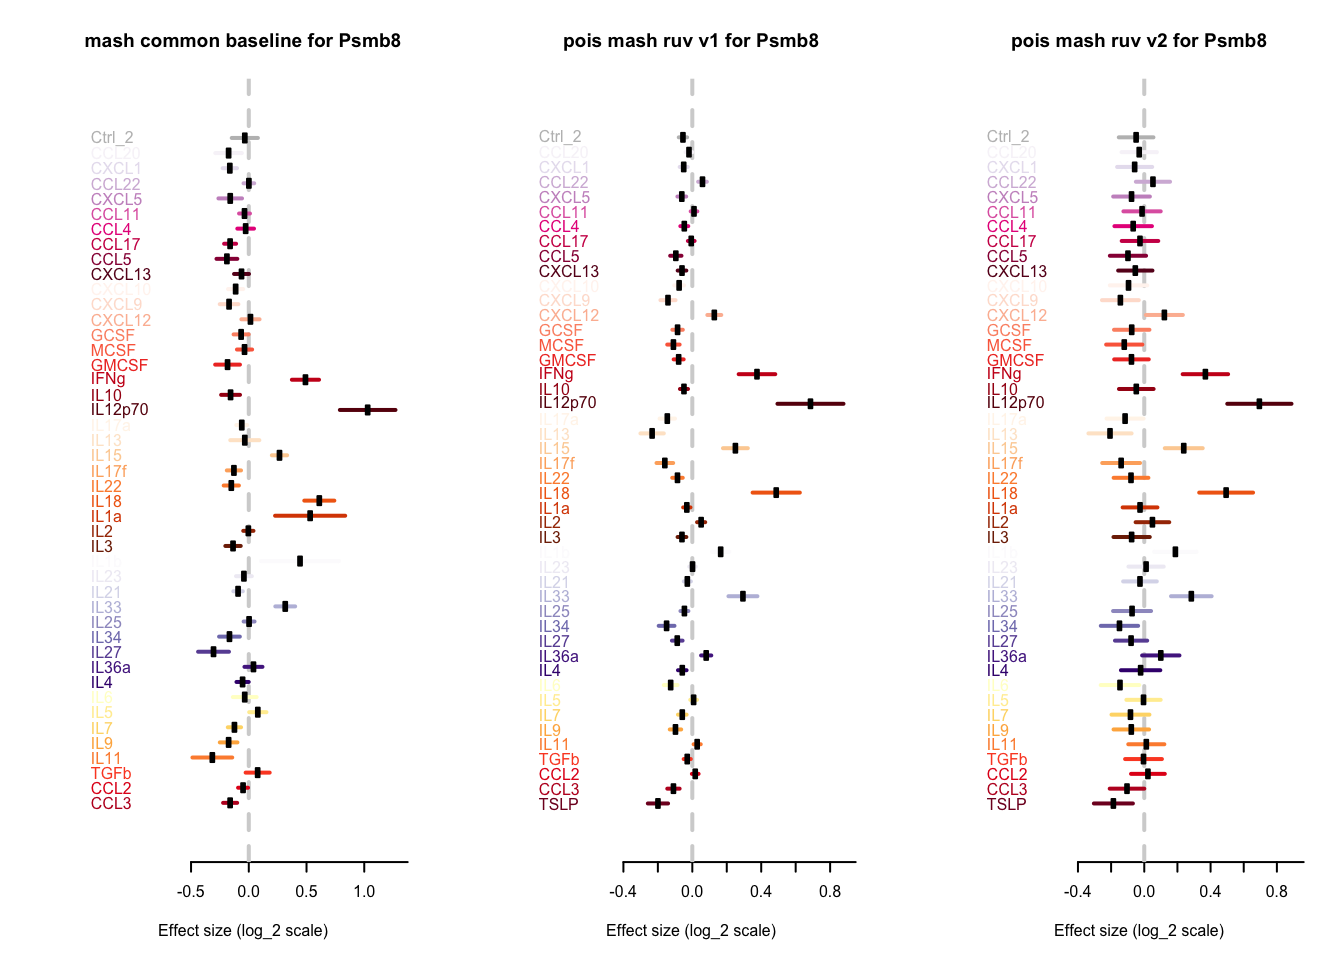 mash common baseline for Psmb8
Ctrl_2
CCL20
CXCL1
CCL22
CXCL5
CCL11
CCL4
CCL17
CCL5
CXCL13
CXCL10
CXCL9
CXCL12
GCSF
MCSF
GMCSF
IFNg
IL10
IL12p70
IL17a
IL13
IL15
IL17f
IL22
IL18
IL1a
IL2
IL3
IL23
IL21
IL33
IL25
IL34
IL27
IL36a
IL4
IL5
IL7
IL9
IL11
TGFb
CCL2
CCL3
-0.5 0.0 0.5 1.0
Effect size (log_2 scale)
pois mash ruv v1 for Psmb8
Ctrl_2
CCL20
CXCL1
CCL22
CXCL5
CCL11
CCL4
CCL17
CCL5
CXCL13
CXCL10
CXCL9
CXCL12
GCSF
MCSF
GMCSF
IFNg
IL10
IL12p70
IL17a
IL13
IL15
IL17f
IL22
IL18
IL1a
IL2
IL3
IL23
IL21
IL33
IL25
IL34
IL27
IL36a
IL4
IL5
IL7
IL9
IL11
TGFb
CCL2
CCL3
TSLP
-0.4 0.0 0.4 0.8
Effect size (log_2 scale)
pois mash ruv v2 for Psmb8
Ctrl_2
CCL20
CXCL1
CCL22
CXCL5
CCL11
CCL4
CCL17
CCL5
CXCL13
CXCL10
CXCL9
CXCL12
GCSF
MCSF
GMCSF
IFNg
IL10
IL12p70
IL17a
IL13
IL15
IL17f
IL22
IL18
IL1a
IL2
IL3
IL23
IL21
IL33
IL25
IL34
IL27
IL36a
IL4
IL5
IL7
IL9
IL11
TGFb
CCL2
CCL3
TSLP
-0.4 0.0 0.4 0.8
Effect size (log_2 scale)